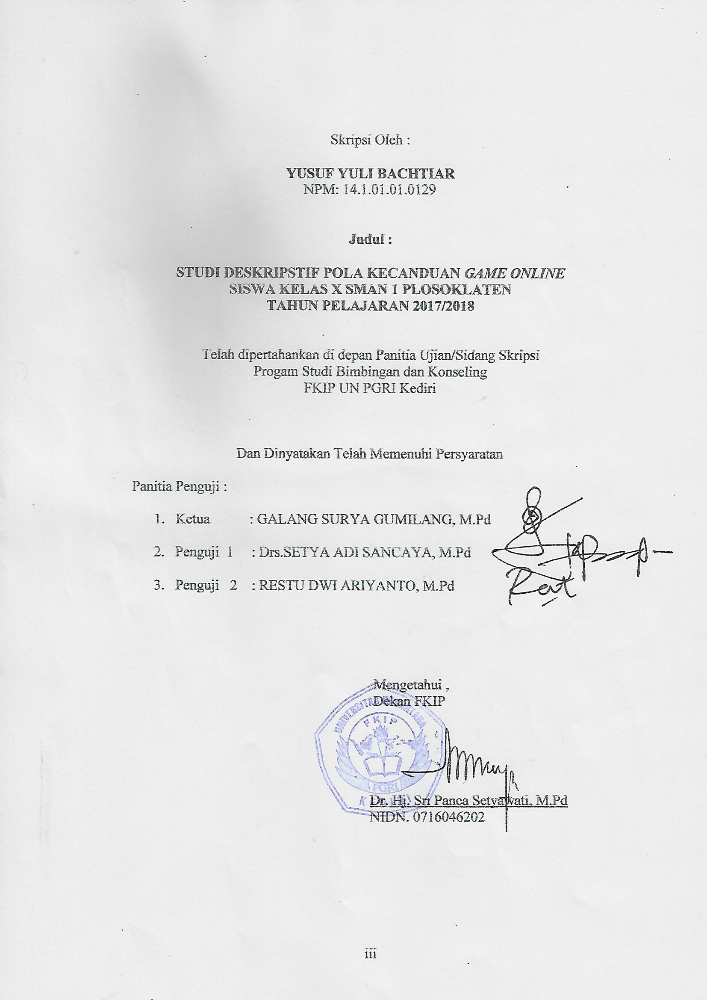 Skripsi Oleh :
YUSUF YULI BACHTIAR
NPM: 14.1.01.01.0129
Judul :
STUDI DESKRIPSTIF POLA KECANDUAN GAME ONLINE
SISWA KELAS X SMAN 1 PLOSOKLATEN
TAHUN PELAJARAN 2017/2018
Telah dipertahankan di depan Panitia Ujian/Sidang Skripsi
Progam Studi Bimbingan dan Konseling
FKIP UN PGRI Kediri
Dan Dinyatakan Telah Memenuhi Persyaratan
Panitia Penguji :
1. Ketua : GALANG SURYA GUMILANG, M.Pd
2. Penguji 1 : Drs.SETYA ADI SANCAYA, M.Pd
3. Penguji 2 : RESTU DWI ARIYANTO, M.Pd
Mengetahui ,
Dekan FKIP
UNIVERSITAS NUSANTARA
FKIP
PGRI
KEDIRI
Dr. Hj. Sri Panca Setyawati, M.Pd
NIDN. 0716046202
iii